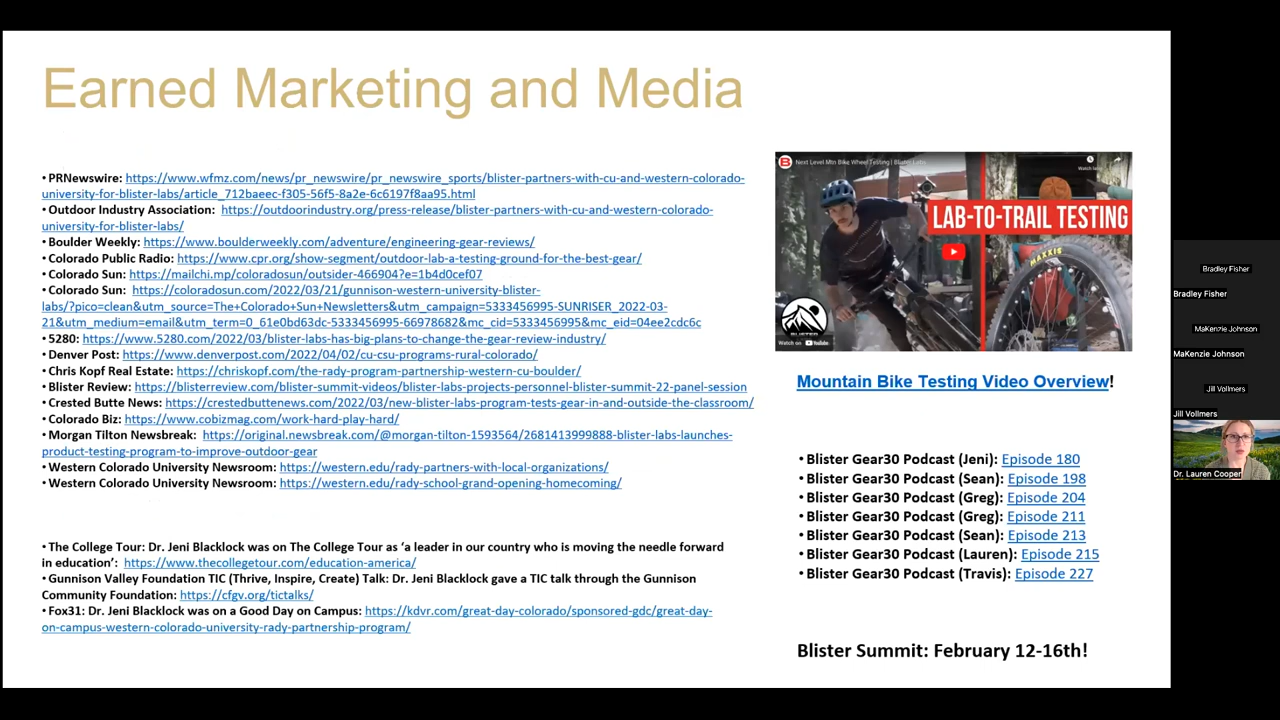 Earned Marketing and Media
• PRNewswire: https://www.wfmz.com/news/pr_newswire/pr_newswire_sports/blister-partners-with-cu-and-western-colorado-
university-for-blister-labs/article_712baeec-f305-56f5-8a2e-6c6197f8aa95.html
• Outdoor Industry Association: https://outdoorindustry.org/press-release/blister-partners-with-cu-and-western-colorado-
university-for-blister-labs/
• Boulder Weekly: https://www.boulderweekly.com/adventure/engineering-gear-reviews/
• Colorado Public Radio: https://www.cpr.org/show-segment/outdoor-lab-a-testing-ground-for-the-best-gear/
• Colorado Sun: https://mailchi.mp/coloradosun/outsider-466904?e=1b4d0cef07
• Colorado Sun: https://coloradosun.com/2022/03/21/gunnison-western-university-blister-
labs/?pico=clean&utm_source=The+Colorado+Sun+Newsletters&utm_campaign=5333456995-SUNRISER_2022-03-
21&utm_medium=email&utm_term=0_61e0bd63dc-5333456995-66978682&mc_cid=5333456995&mc_eid=04ee2cdc6c
• 5280: https://www.5280.com/2022/03/blister-labs-has-big-plans-to-change-the-gear-review-industry/
• Denver Post: https://www.denverpost.com/2022/04/02/cu-csu-programs-rural-colorado/
• Chris Kopf Real Estate: https://chriskopf.com/the-rady-program-partnership-western-cu-boulder/
• Blister Review: https://blisterreview.com/blister-summit-videos/blister-labs-projects-personnel-blister-summit-22-panel-session
• Crested Butte News: https://crestedbuttenews.com/2022/03/new-blister-labs-program-tests-gear-in-and-outside-the-classroom/
• Colorado Biz: https://www.cobizmag.com/work-hard-play-hard/
• Morgan Tilton Newsbreak: https://original.newsbreak.com/@morgan-tilton-1593564/2681413999888-blister-labs-launches-
product-testing-program-to-improve-outdoor-gear
• Western Colorado University Newsroom: https://western.edu/rady-partners-with-local-organizations/
• Western Colorado University Newsroom: https://western.edu/rady-school-grand-opening-homecoming/
• The College Tour: Dr. Jeni Blacklock was on The College Tour as ‘a leader in our country who is moving the needle forward
in education’: https://www.thecollegetour.com/education-america/
• Gunnison Valley Foundation TIC (Thrive, Inspire, Create) Talk: Dr. Jeni Blacklock gave a TIC talk through the Gunnison
Community Foundation: https://cfgv.org/tictalks/
• Fox31: Dr. Jeni Blacklock was on a Good Day on Campus: https://kdvr.com/great-day-colorado/sponsored-gdc/great-day-
on-campus-western-colorado-university-rady-partnership-program/
Next Level Mtn Bike Wheel Testing | Blister Labs
LAB-TO-TRAIL TESTING
MAXXIS
BLISTER
Watch on YouTube
Mountain Bike Testing Video Overview!
• Blister Gear30 Podcast (Jeni): Episode 180
• Blister Gear30 Podcast (Sean): Episode 198
• Blister Gear30 Podcast (Greg): Episode 204
• Blister Gear30 Podcast (Greg): Episode 211
• Blister Gear30 Podcast (Sean): Episode 213
• Blister Gear30 Podcast (Lauren): Episode 215
• Blister Gear30 Podcast (Travis): Episode 227
Blister Summit: February 12-16th!
Bradley Fisher
Bradley Fisher
MaKenzie Johnson
MaKenzie Johnson
Jill Vollmers
Jill Vollmers
Dr. Lauren Cooper